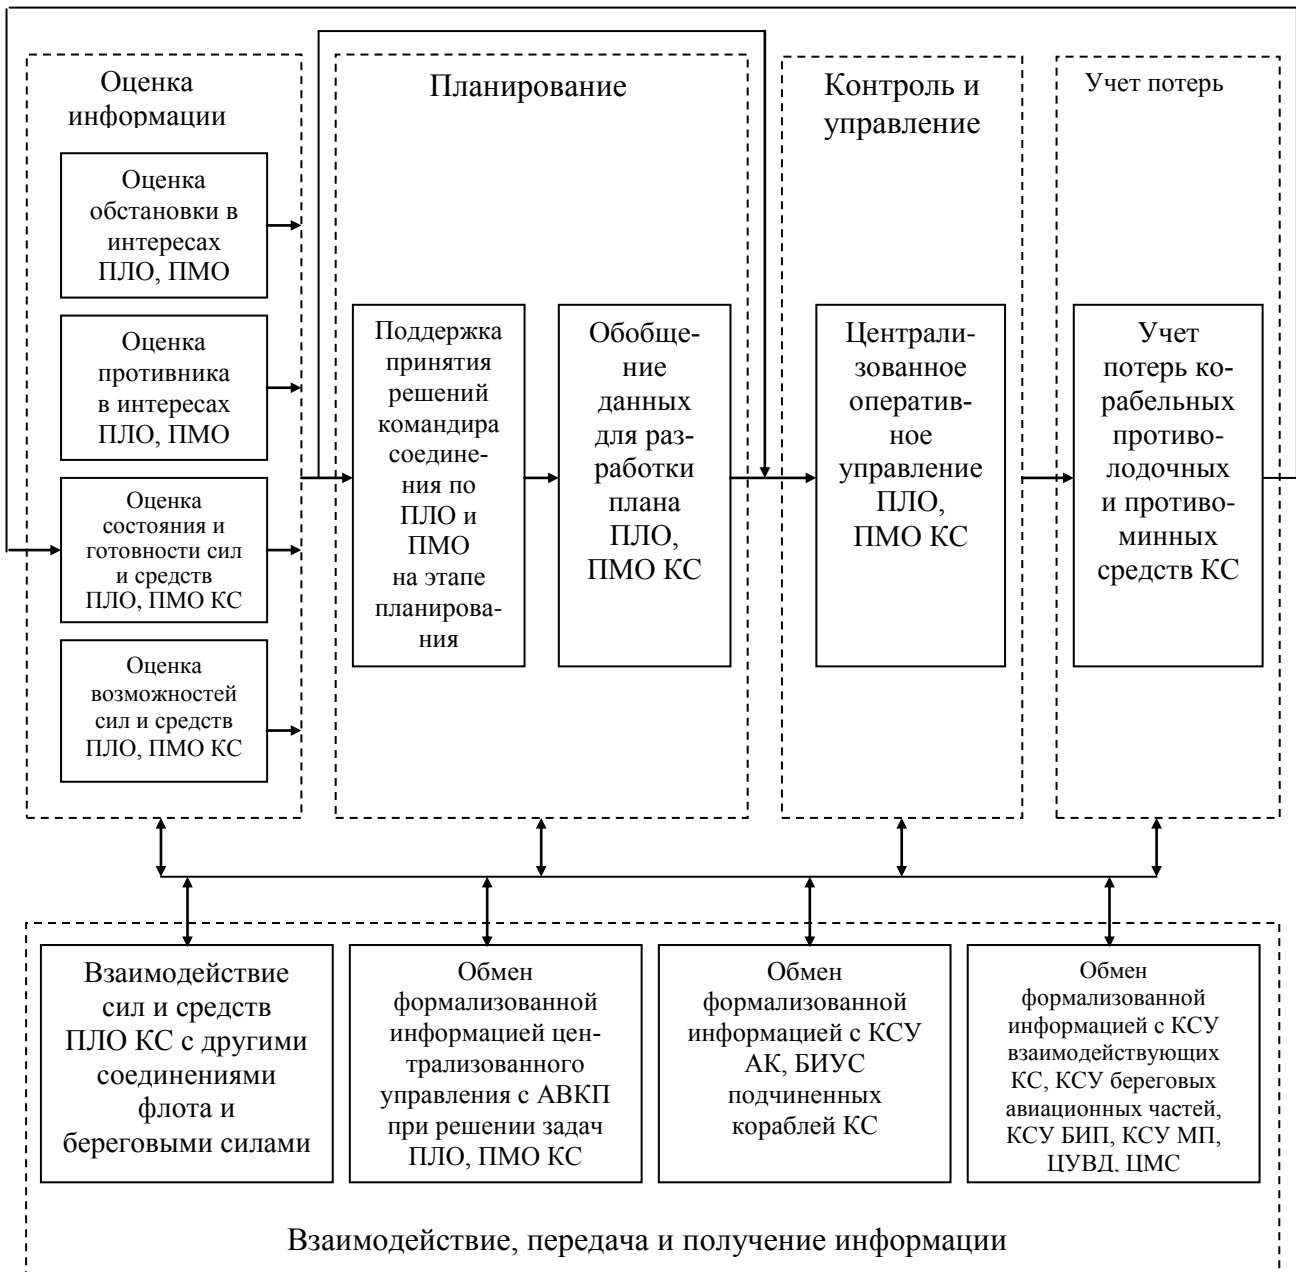 Оценка
информации
Оценка
обстановки в
интересах
ПЛО, ПМО
Оценка
противника
в интересах
ПЛО, ПМО
Оценка
состояния и
готовности сил
и средств
ПЛО, ПМО КС
Оценка
возможностей
сил и средств
ПЛО, ПМО КС
Планирование
Поддержка
принятия
решений
командира
соедине-
ния по
ПЛО и
ПМО
на этапе
планирова-
ния
Обобще-
ние
данных
для раз-
работки
плана
ПЛО,
ПМО КС
Контроль и
управление
Централи-
зованное
оператив-
ное
управление
ПЛО,
ПМО КС
Учет потерь
Учет
потерь ко-
рабельных
противо-
лодочных
и противо-
минных
средств КС
Взаимодействие
сил и средств
ПЛО КС с другими
соединениями
флота и
береговыми силами
Обмен
формализованной
информацией цен-
трализованного
управления с АВКП
при решении задач
ПЛО, ПМО КС
Обмен
формализованной
информацией с КСУ
АК, БИУС
подчиненных
кораблей КС
Обмен
формализованной
информацией с КСУ
взаимодействующих
КС, КСУ береговых
авиационных частей,
КСУ БИП, КСУ МП,
ЦУВД, ЦМС
Взаимодействие, передача и получение информации